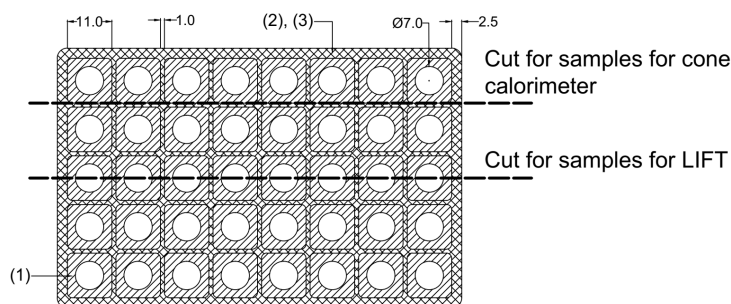 11.0
1.0
(2), (3)
Ø7.0
2.5
Cut for samples for cone
calorimeter
Cut for samples for LIFT
(1)